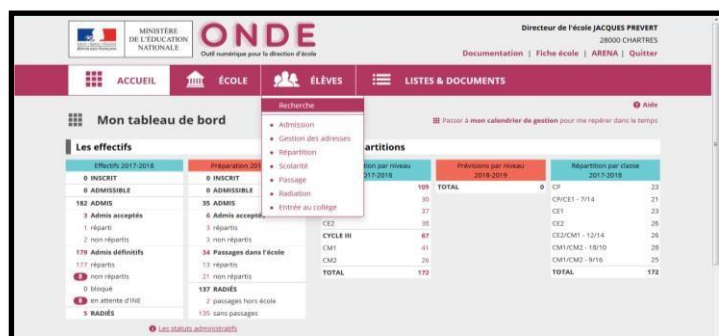 MINISTÈRE
DE L'ÉDUCATION
NATIONALE
ONDE
Outil numérique pour la direction d'école
Directeur de l'école JACQUES PREVERT
28000 CHARTRES
Documentation | Fiche école | ARENA | Quitter
ACCUEIL
ÉCOLE
ÉLÈVES
LISTES & DOCUMENTS
Recherche
Admission
Gestion des adresses
Répartition
Scolarité
Passage
Radiation
Entrée au collège
Aide
Mon tableau de bord
Passer à mon calendrier de gestion pour me repérer dans le temps
Les effectifs
Effectifs 2017-2018
0 INSCRIT
0 ADMISSIBLE
182 ADMIS
3 Admis acceptés
1 réparti
2 non répartis
179 Admis définitifs
177 répartis
non répartis
0 bloqué
en attente d'INE
5 RADIÉS
Les statuts administratifs
Préparation 201
0 INSCRIT
0 ADMISSIBLE
35 ADMIS
6 Admis acceptés
3 répartis
3 non répartis
34 Passages dans l'école
13 répartis
21 non répartis
137 RADIÉS
2 passages hors école
135 sans passages
artitions
tion par niveau
2017-2018
105
30
37
CE2 38
CYCLE III 67
CM1 41
CM2 26
TOTAL 172
Prévisions par niveau
2018-2019
TOTAL 0
Répartition par classe
2017-2018
CP 23
CP/CE1 - 7/14 21
CE1 23
CE2 26
CE2/CM1 - 12/14 26
CM1/CM2 - 18/10 28
CM1/CM2 - 9/16 25
TOTAL 172